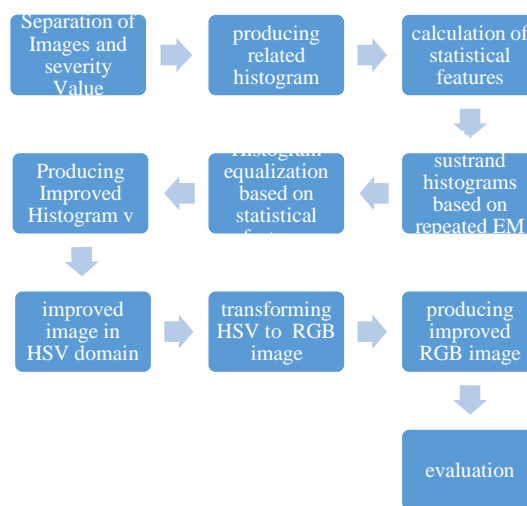 Separation of
Images and
severity
Value
producing
related
histogram
calculation of
statistical
features
sustrand
histograms
based on
repeated EM
Histogram
equalization
based on
statistical
Producing
Improved
Histogram v
improved
image in
HSV domain
transforming
HSV to RGB
image
producing
improved
RGB image
evaluation